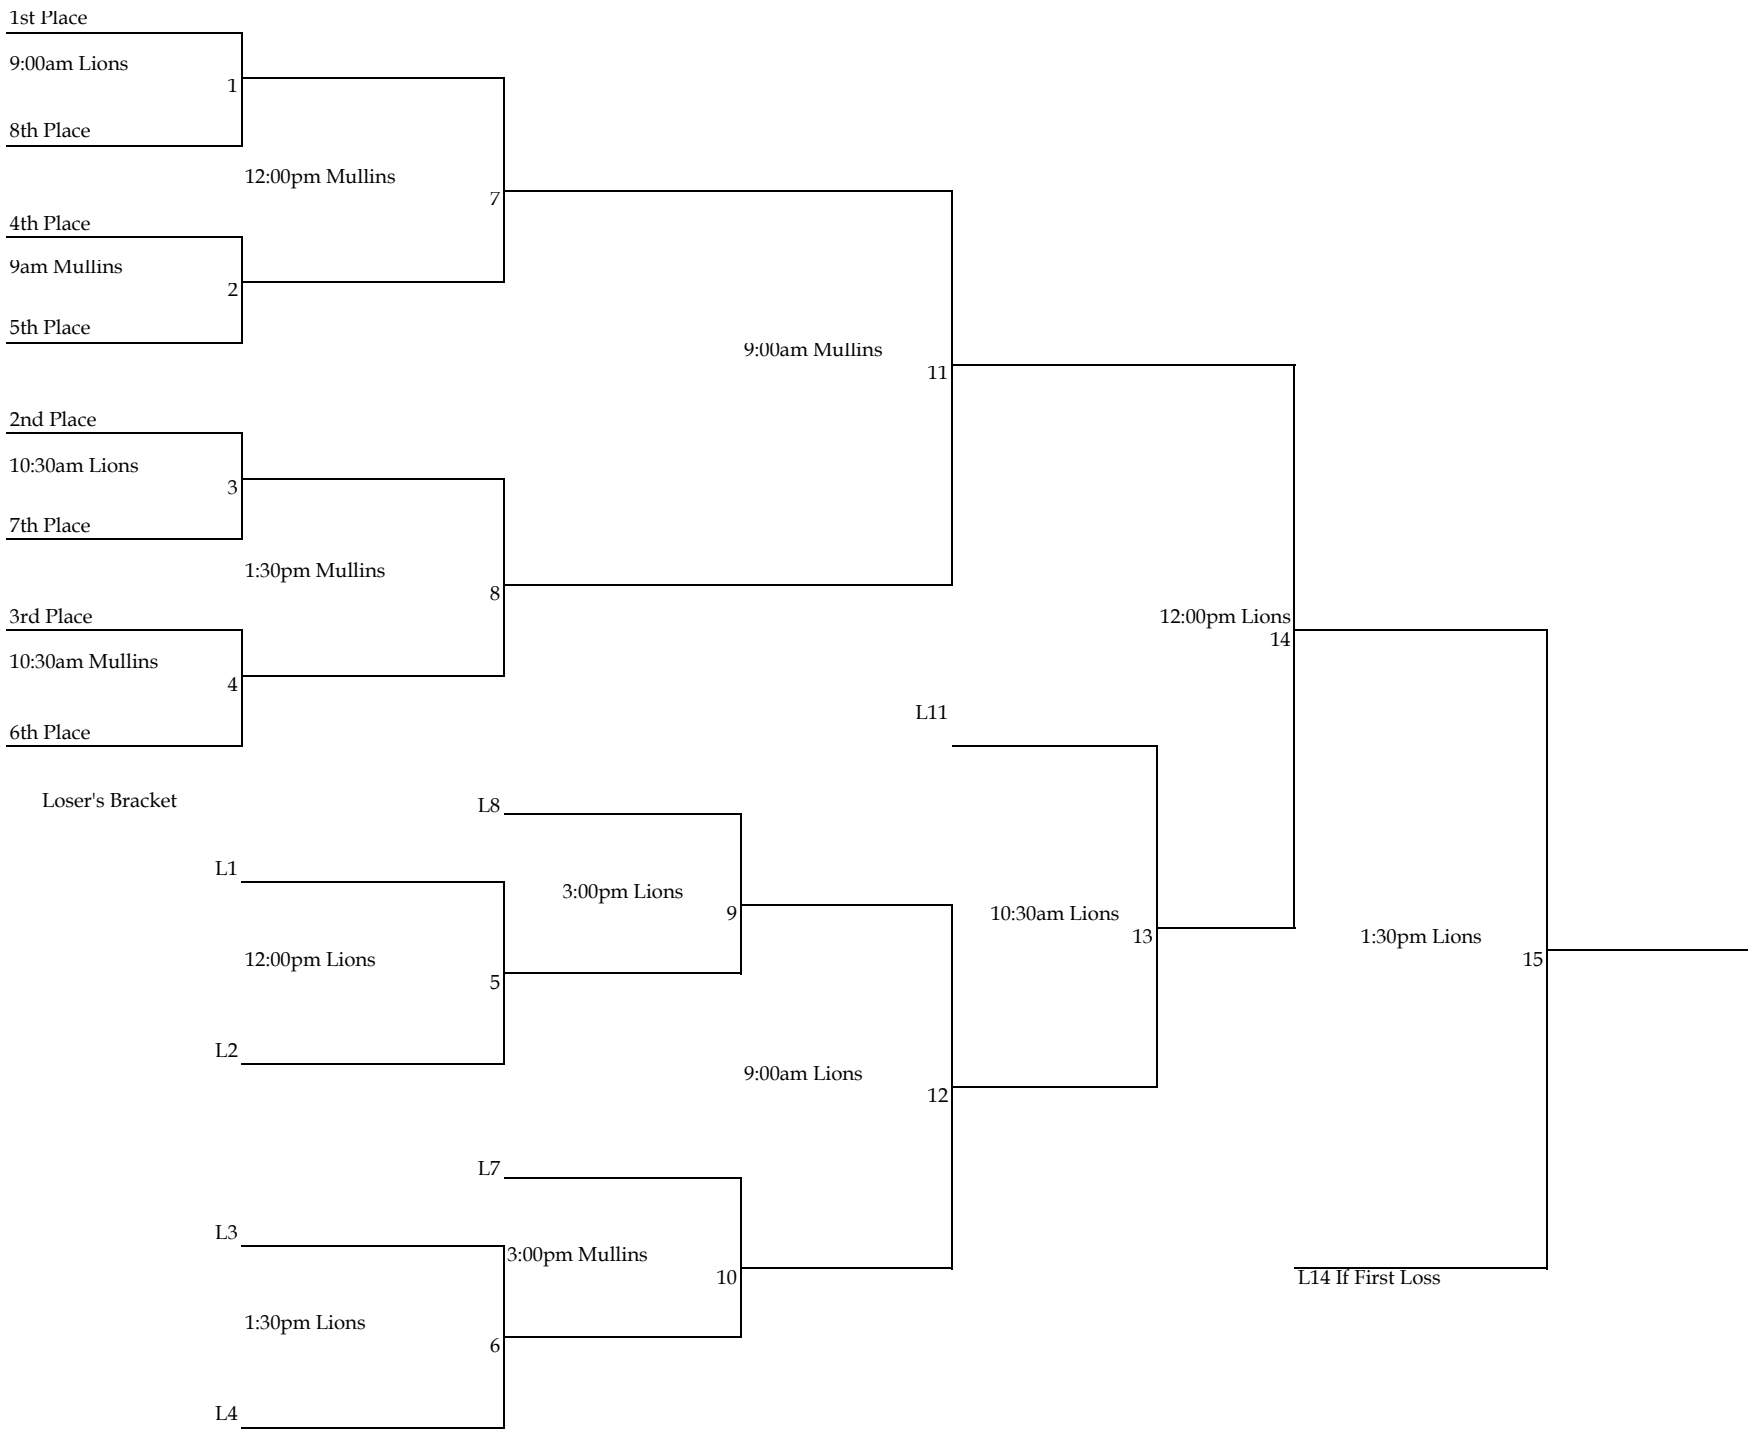 1st Place
9:00am Lions
1
8th Place
12:00pm Mullins
7
4th Place
9am Mullins
2
5th Place
9:00am Mullins
11
2nd Place
10:30am Lions
3
7th Place
1:30pm Mullins
8
3rd Place
12:00pm Lions
14
10:30am Mullins
4
L11
6th Place
Loser's Bracket
L8
L1
3:00pm Lions
9
10:30am Lions
13
1:30pm Lions
15
12:00pm Lions
5
L2
9:00am Lions
12
L7
L3
3:00pm Mullins
10
L14 If First Loss
1:30pm Lions
6
L4